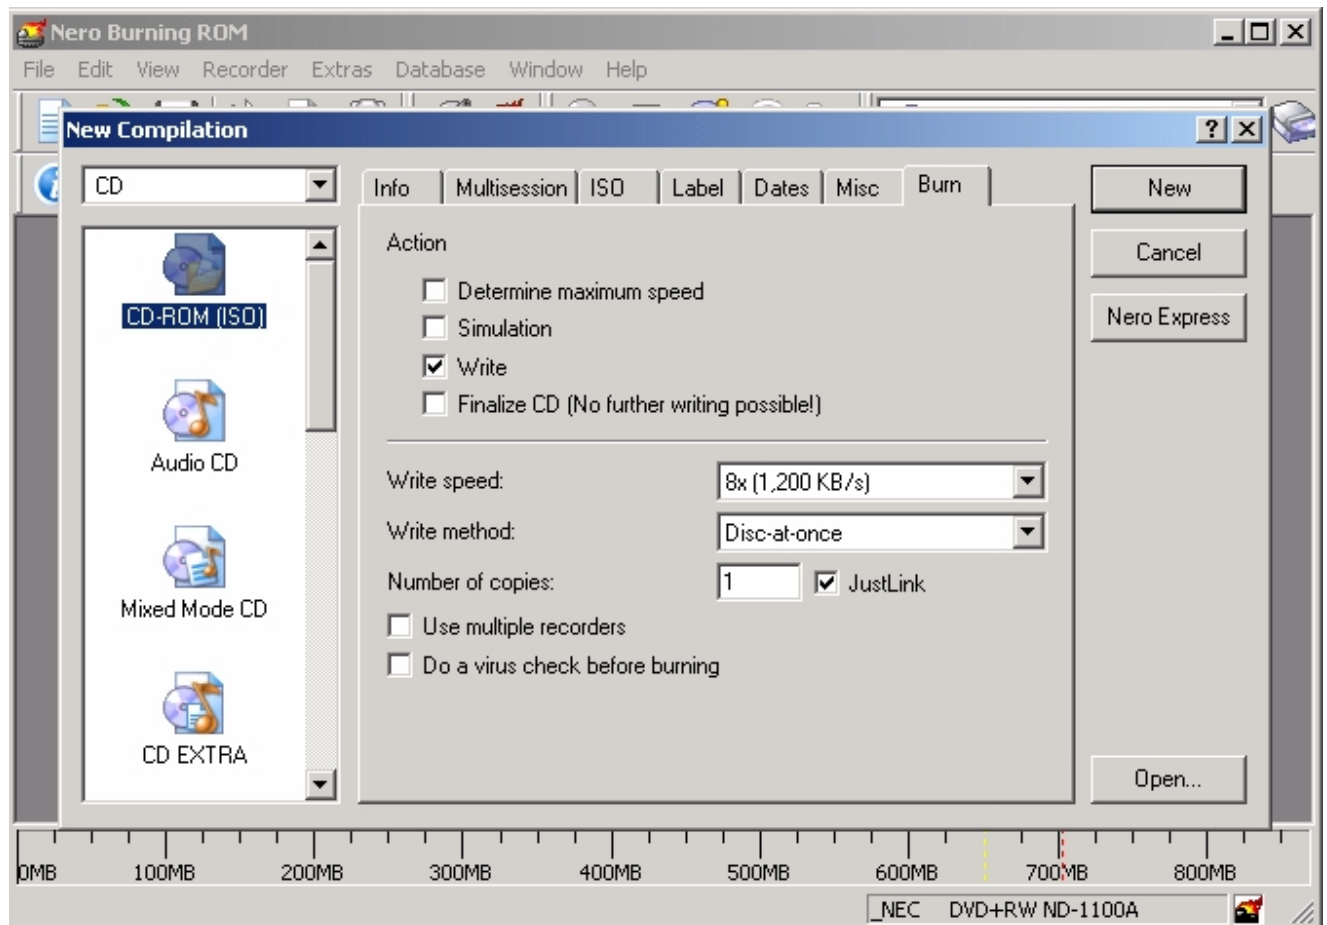 Nero Burning ROM
File Edit View Recorder Extras Database Window Help
New Compilation
CD
Info Multisession ISO Label Dates Misc Burn
New
Cancel
Nero Express
CD-ROM (ISO)
Audio CD
Mixed Mode CD
CD EXTRA
Action
Determine maximum speed
Simulation
Write
Finalize CD (No further writing possible!)
Write speed: 8x (1,200 KB/s)
Write method: Disc-at-once
Number of copies: 1 JustLink
Use multiple recorders
Do a virus check before burning
Open...
0MB 100MB 200MB 300MB 400MB 500MB 600MB 700MB 800MB
_NEC DVD+RW ND-1100A